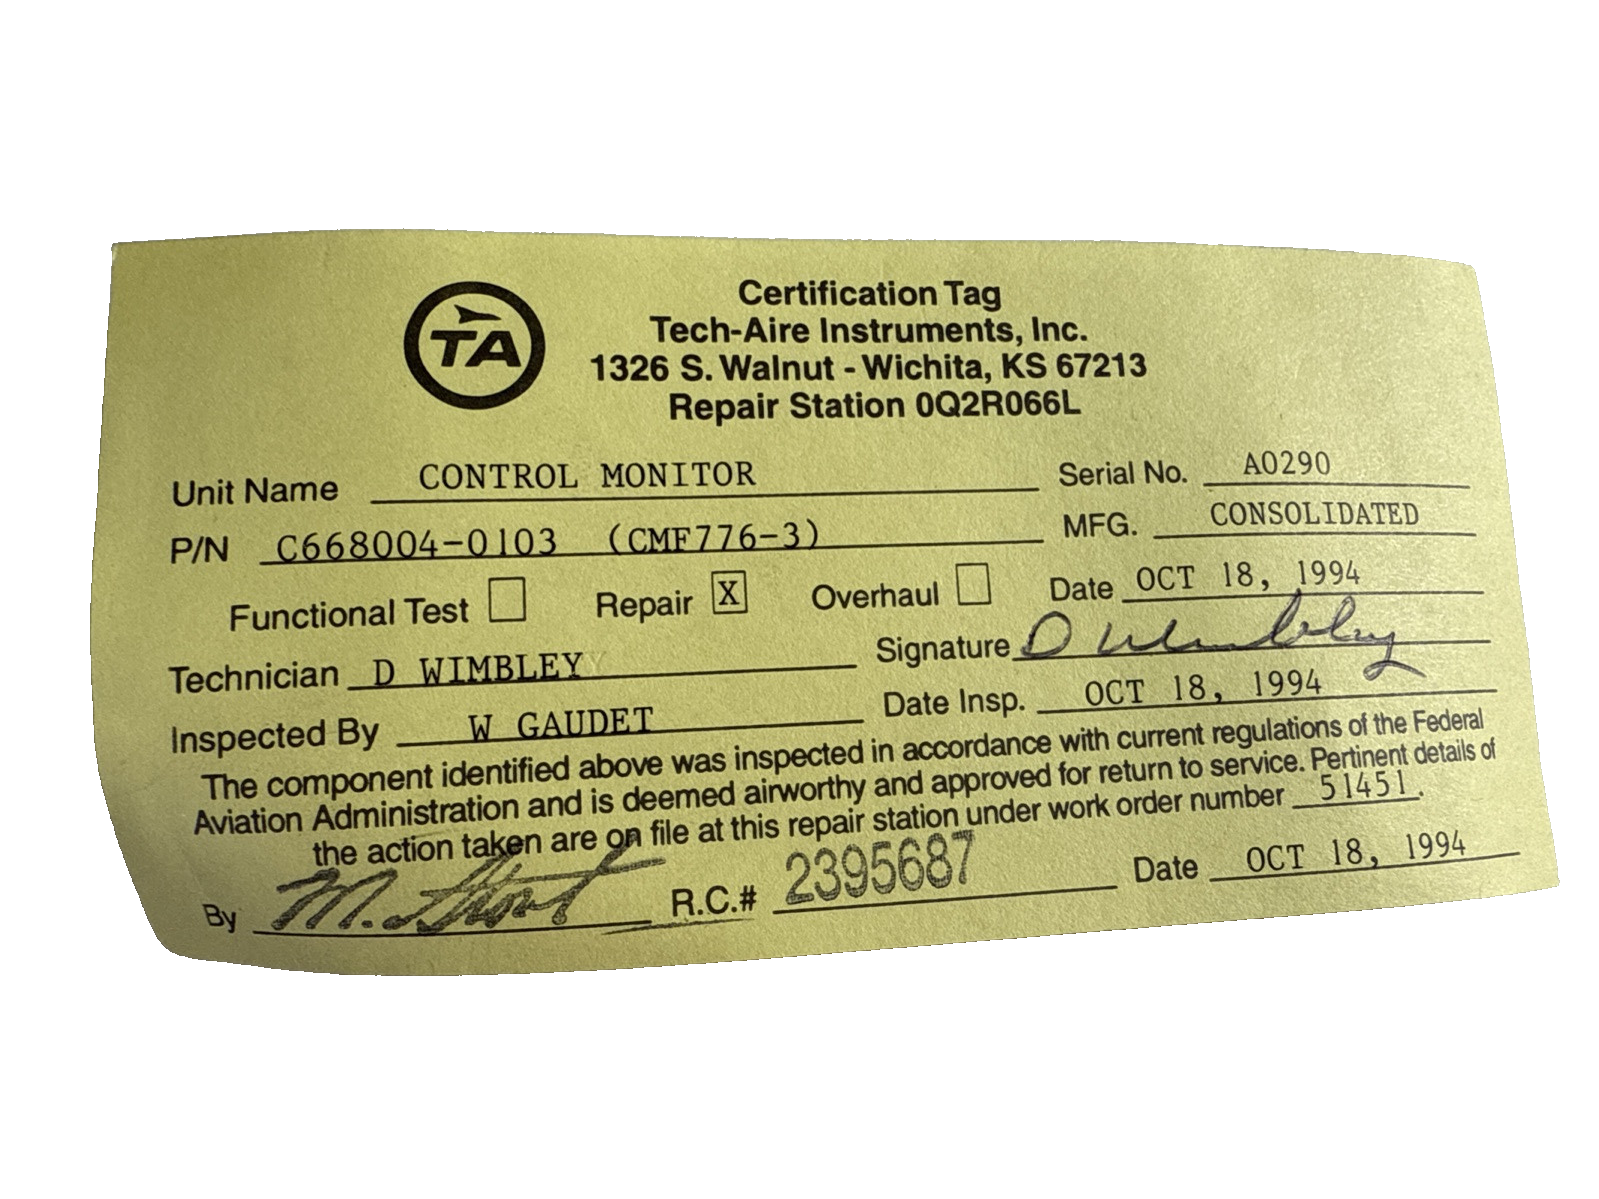 TA
Certification Tag
Tech-Aire Instruments, Inc.
1326 S. Walnut - Wichita, KS 67213
Repair Station 0Q2R066L
Unit Name CONTROL MONITOR Serial No. A0290
P/N C668004-0103 (CMF776-3) MFG. CONSOLIDATED
Functional Test Repair X Overhaul Date OCT 18, 1994
Technician D WIMBLEY Signature D Wimbley
Inspected By W GAUDET Date Insp. OCT 18, 1994
The component identified above was inspected in accordance with current regulations of the Federal
Aviation Administration and is deemed airworthy and approved for return to service. Pertinent details of
the action taken are on file at this repair station under work order number 51451.
By M. R.C.# 2395687 Date OCT 18, 1994